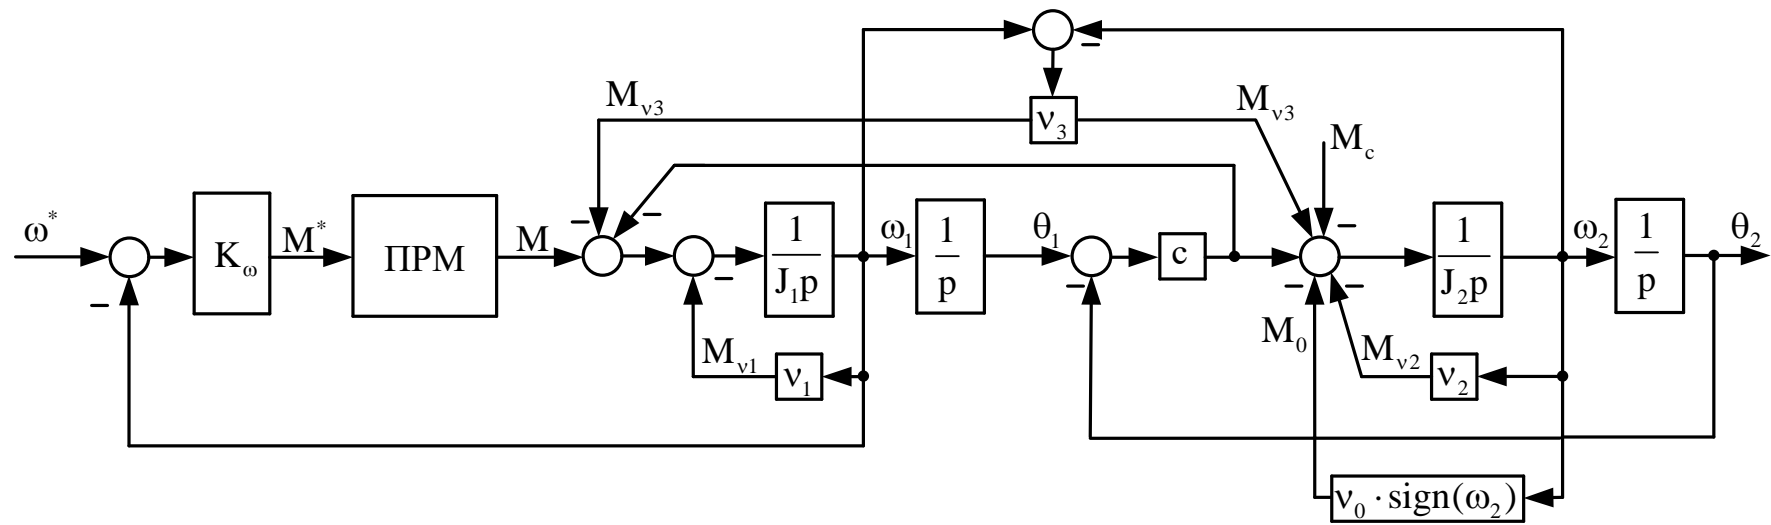 −
M_ν3
ν_3
M_ν3
M_c
ω*
−
K_ω
M*
ПРМ
M
−
−
−
1
J_1p
ω_1
1
p
θ_1
−
c
−
−
−
1
J_2p
ω_2
1
p
θ_2
M_ν1
ν_1
M_0
M_ν2
ν_2
ν_0 · sign(ω_2)